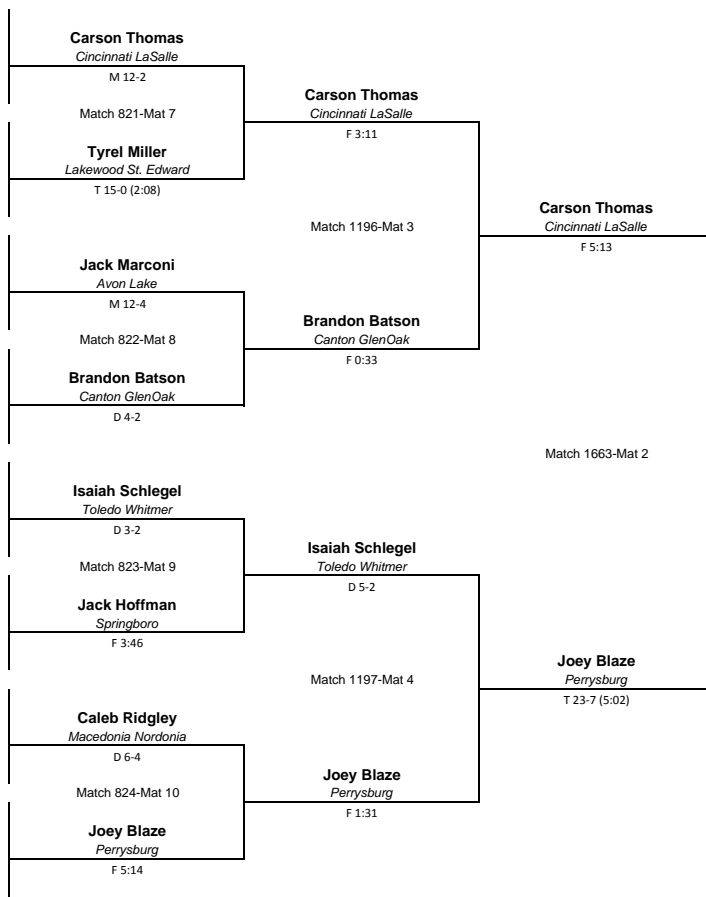 Carson Thomas
Cincinnati LaSalle
M 12-2
Match 821-Mat 7
Carson Thomas
Cincinnati LaSalle
F 3:11
Tyrel Miller
Lakewood St. Edward
T 15-0 (2:08)
Match 1196-Mat 3
Carson Thomas
Cincinnati LaSalle
F 5:13
Jack Marconi
Avon Lake
M 12-4
Match 822-Mat 8
Brandon Batson
Canton GlenOak
F 0:33
Brandon Batson
Canton GlenOak
D 4-2
Match 1663-Mat 2
Isaiah Schlegel
Toledo Whitmer
D 3-2
Match 823-Mat 9
Isaiah Schlegel
Toledo Whitmer
D 5-2
Jack Hoffman
Springboro
F 3:46
Match 1197-Mat 4
Joey Blaze
Perrysburg
T 23-7 (5:02)
Caleb Ridgley
Macedonia Nordonia
D 6-4
Match 824-Mat 10
Joey Blaze
Perrysburg
F 1:31
Joey Blaze
Perrysburg
F 5:14